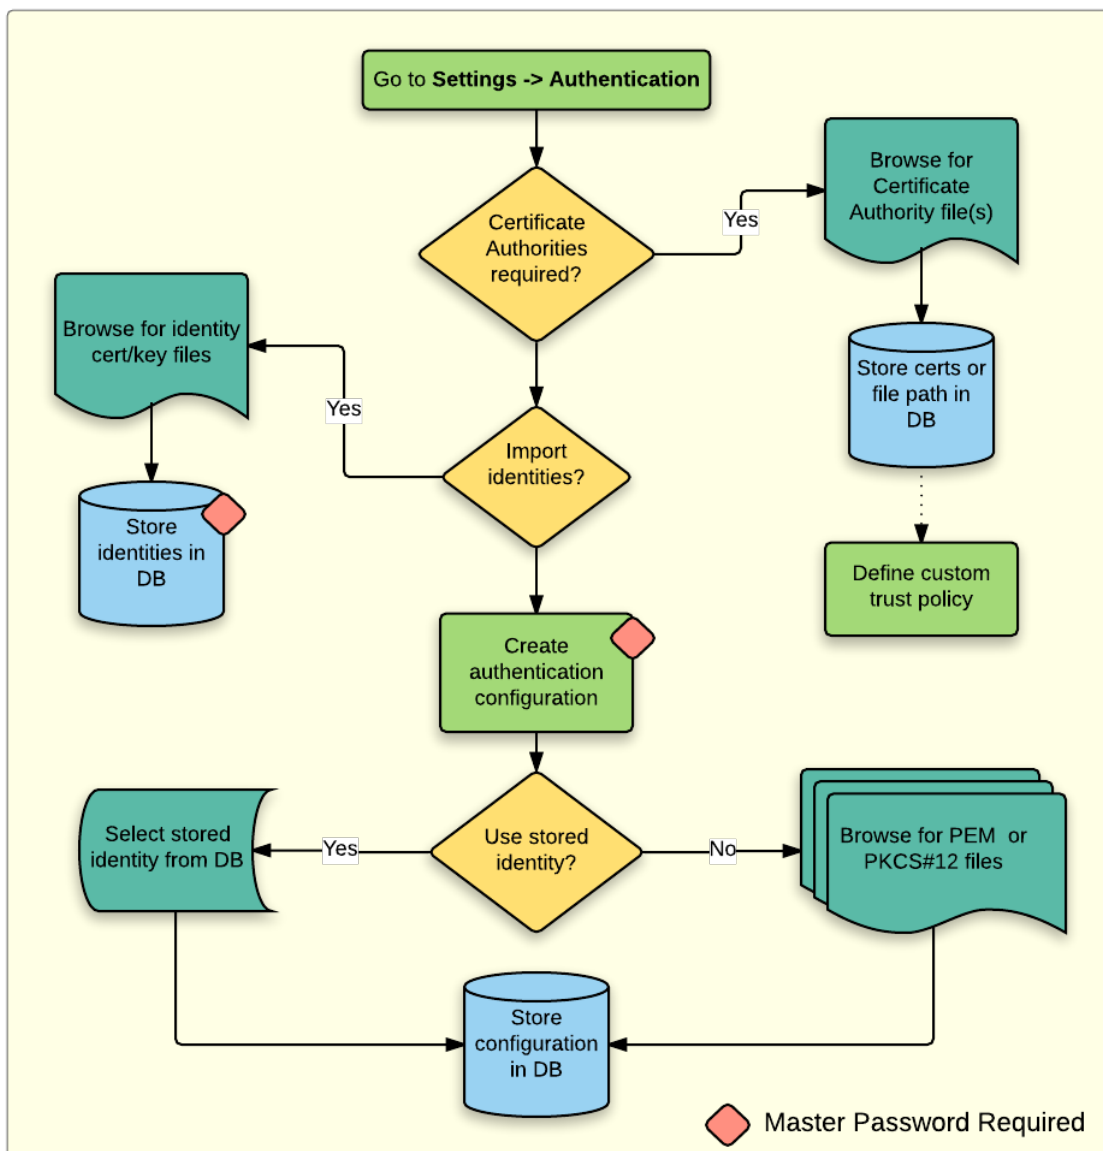 Go to Settings -> Authentication
Certificate
Authorities
required?
Yes
Browse for
Certificate
Authority file(s)
Store certs or
file path in
DB
Define custom
trust policy
Import
identities?
Yes
Browse for identity
cert/key files
Store
identities in
DB
Create
authentication
configuration
Use stored
identity?
Yes
Select stored
identity from DB
No
Browse for PEM or
PKCS#12 files
Store
configuration
in DB
Master Password Required